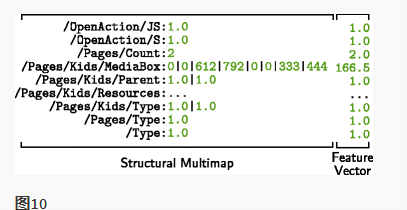 /OpenAction/JS:1.0 1.0
/OpenAction/S:1.0 1.0
/Pages/Count:2 2.0
/Pages/Kids/MediaBox:0|0|612|792|0|0|333|444 166.5
/Pages/Kids/Parent:1.0|1.0 1.0
/Pages/Kids/Resources:... ...
/Pages/Kids/Type:1.0|1.0 1.0
/Pages/Type:1.0 1.0
/Type:1.0 1.0
Structural Multimap Feature
Vector
图10